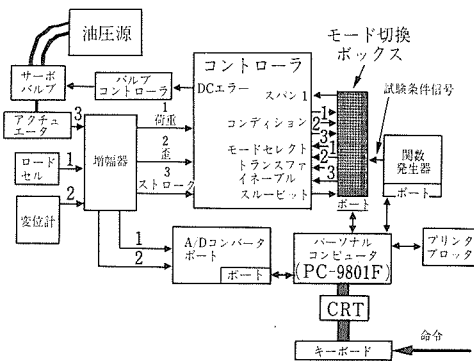 油圧源
モード切換
ボックス
サーボ
バルブ
バルブ
コントローラ
コントローラ
DCエラー
スパン 1
試験条件信号
アクチュ
エータ
3
1
荷重
コンディション
1
2
3
ロード
セル
1
増幅器
2
歪
モードセレクト
1
トランスファ
2
イネーブル
3
関数
発生器
ポート
変位計
2
3
ストローク
スルービット
ポート
1
2
A/Dコンバータ
ポート
ポート
パーソナル
コンピュータ
(PC-9801F)
プリンタ
プロッタ
CRT
キーボード
命令